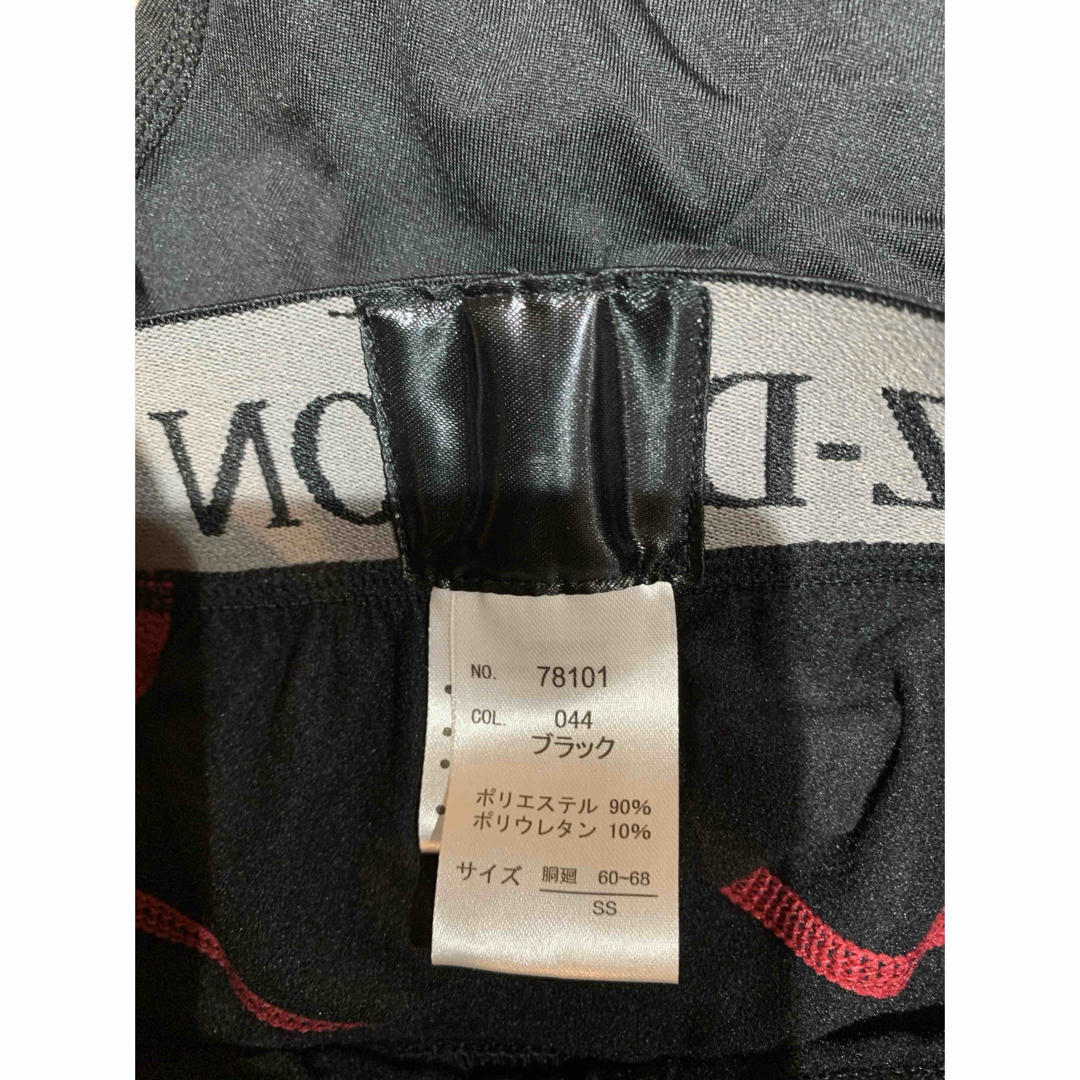 Z-D ON
NO. 78101
COL. 044
ブラック
ポリエステル 90%
ポリウレタン 10%
サイズ 胴廻 60~68
SS